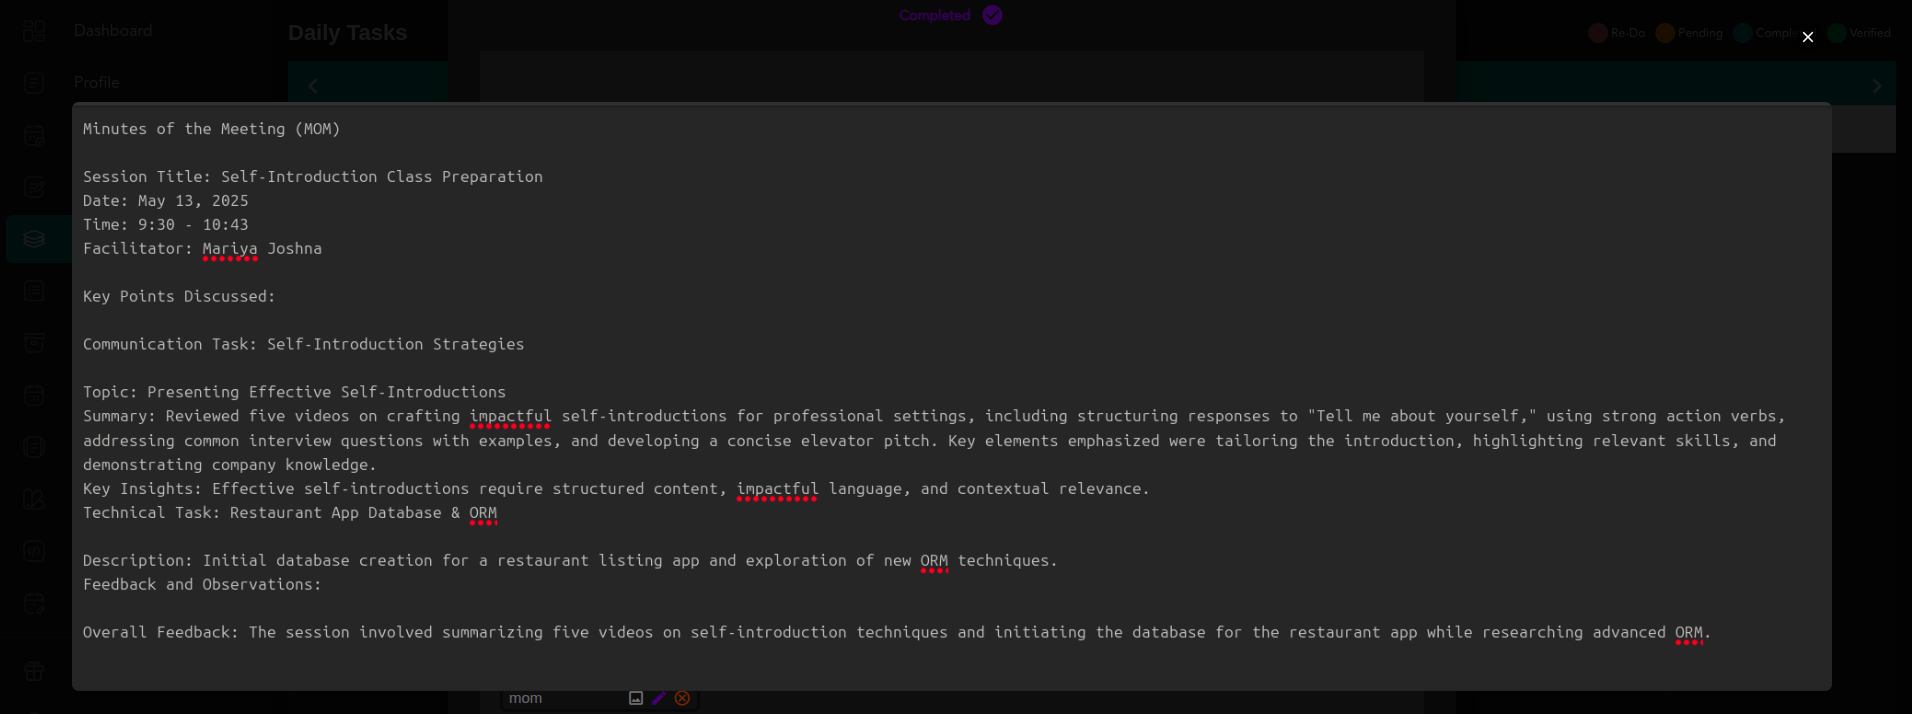 Completed
Dashboard
Daily Tasks
Re-Do
Pending
Verified
Profile
Minutes of the Meeting (MOM)
Session Title: Self-Introduction Class Preparation
Date: May 13, 2025
Time: 9:30 - 10:43
Facilitator: Mariya Joshna
Key Points Discussed:
Communication Task: Self-Introduction Strategies
Topic: Presenting Effective Self-Introductions
Summary: Reviewed five videos on crafting impactful self-introductions for professional settings, including structuring responses to "Tell me about yourself," using strong action verbs,
addressing common interview questions with examples, and developing a concise elevator pitch. Key elements emphasized were tailoring the introduction, highlighting relevant skills, and
demonstrating company knowledge.
Key Insights: Effective self-introductions require structured content, impactful language, and contextual relevance.
Technical Task: Restaurant App Database & ORM
Description: Initial database creation for a restaurant listing app and exploration of new ORM techniques.
Feedback and Observations:
Overall Feedback: The session involved summarizing five videos on self-introduction techniques and initiating the database for the restaurant app while researching advanced ORM.
mom